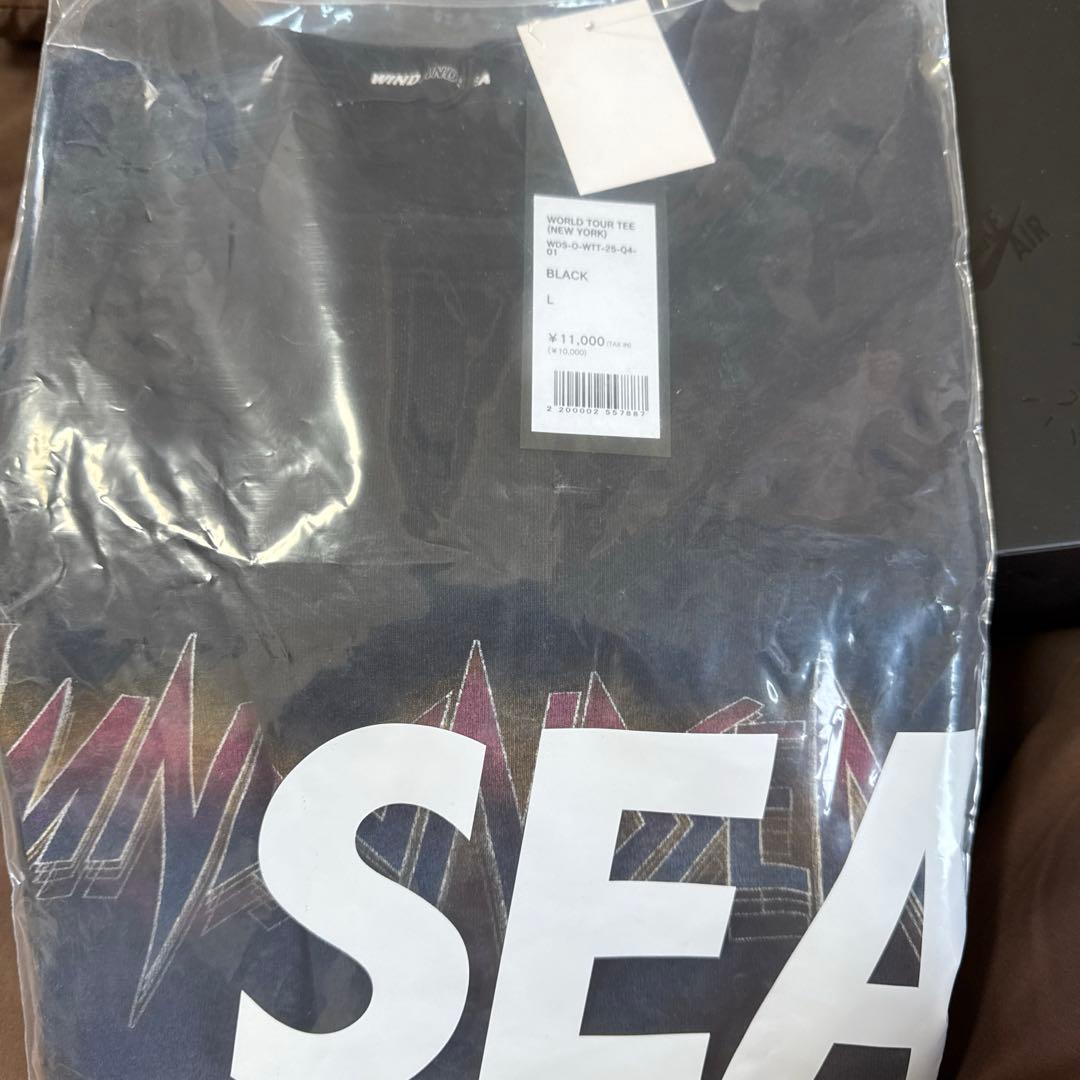 WIND AND SEA
WORLD TOUR TEE
(NEW YORK)
WDS-O-WTT-25-Q4-
01
BLACK
L
￥11,000 (TAX IN)
(￥10,000)
2 200002 557887
SEA
AIR